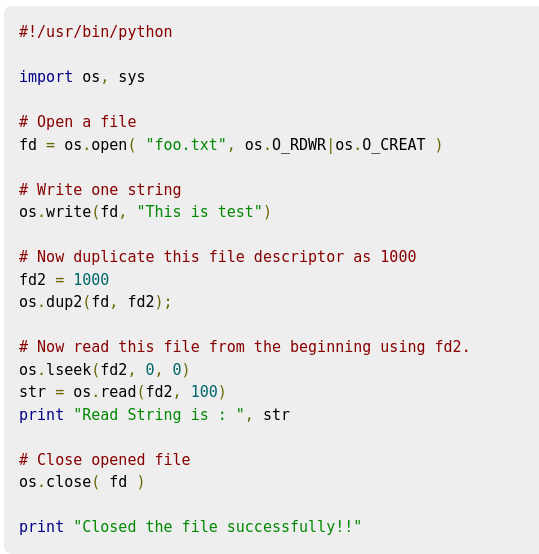 #!/usr/bin/python
import os, sys
# Open a file
fd = os.open( "foo.txt", os.O_RDWR|os.O_CREAT )
# Write one string
os.write(fd, "This is test")
# Now duplicate this file descriptor as 1000
fd2 = 1000
os.dup2(fd, fd2);
# Now read this file from the beginning using fd2.
os.lseek(fd2, 0, 0)
str = os.read(fd2, 100)
print "Read String is : ", str
# Close opened file
os.close( fd )
print "Closed the file successfully!!"